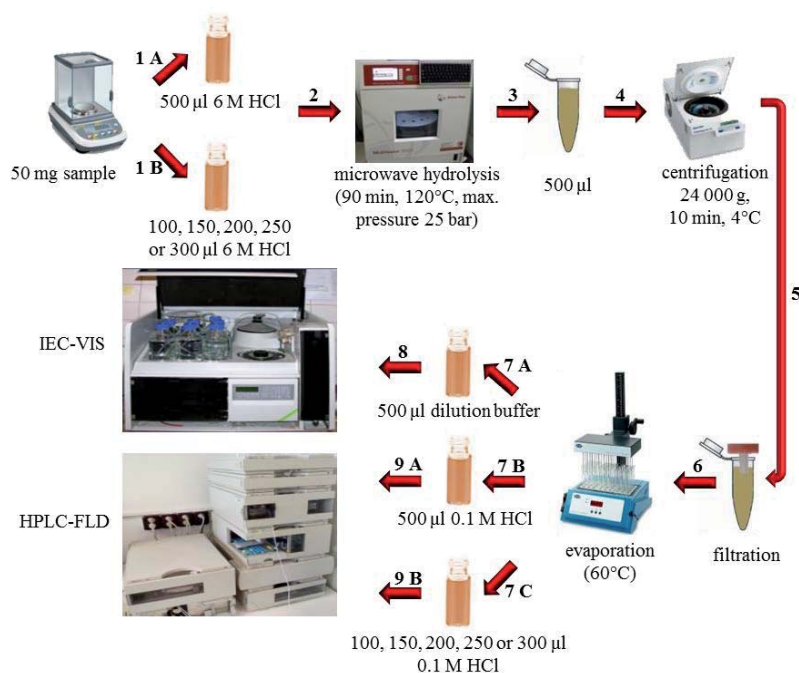 1 A
500 µl 6 M HCl
50 mg sample
1 B
100, 150, 200, 250
or 300 µl 6 M HCl
2
microwave hydrolysis
(90 min, 120°C, max.
pressure 25 bar)
3
500 µl
4
centrifugation
24 000 g,
10 min, 4°C
5
6
filtration
evaporation
(60°C)
7 A
500 µl dilution buffer
8
IEC-VIS
7 B
500 µl 0.1 M HCl
9 A
HPLC-FLD
7 C
9 B
100, 150, 200, 250 or 300 µl
0.1 M HCl